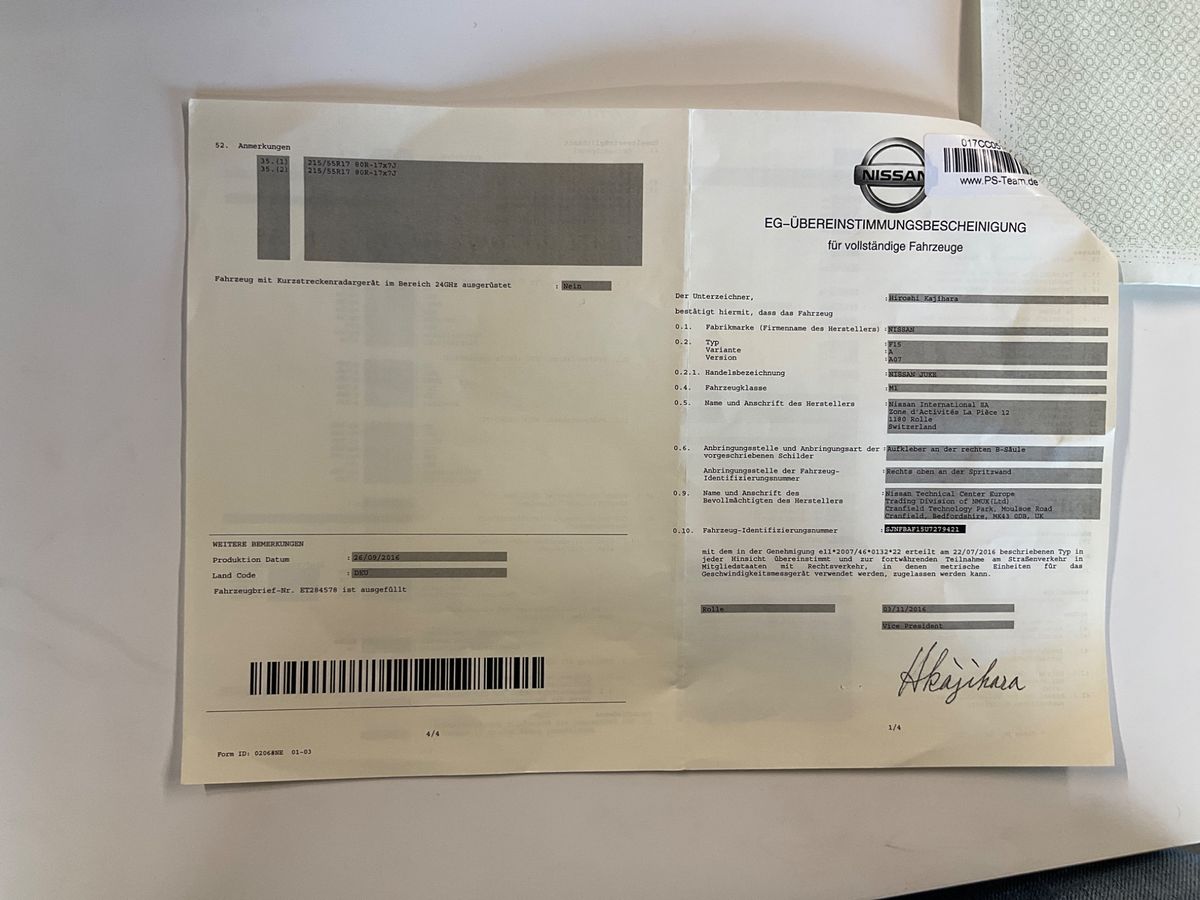 52. Anmerkungen
35.(1) 215/55R17 80R-17x7J
35.(2) 215/55R17 80R-17x7J
Fahrzeug mit Kurzstreckenradargerät im Bereich 24GHz ausgerüstet : Nein
WEITERE BEMERKUNGEN
Produktion Datum : 26/09/2016
Land Code : DEU
Fahrzeugbrief-Nr. ET284578 ist ausgefüllt
4/4
Form ID: 02068NE 01-03
NISSAN
017CC05
www.PS-Team.de
EG-ÜBEREINSTIMMUNGSBESCHEINIGUNG
für vollständige Fahrzeuge
Der Unterzeichner, :Hiroshi Kajihara
bestätigt hiermit, dass das Fahrzeug
0.1. Fabrikmarke (Firmenname des Herstellers) :NISSAN
0.2. Typ :F15
Variante :A
Version :A07
0.2.1. Handelsbezeichnung :NISSAN JUKE
0.4. Fahrzeugklasse :M1
0.5. Name und Anschrift des Herstellers :Nissan International SA
Zone d'Activités La Pièce 12
1180 Rolle
Switzerland
0.6. Anbringungsstelle und Anbringungsart der :Aufkleber an der rechten B-Säule
vorgeschriebenen Schilder
Anbringungsstelle der Fahrzeug- :Rechts oben an der Spritzwand
Identifizierungsnummer
0.9. Name und Anschrift des :Nissan Technical Center Europe
Bevollmächtigten des Herstellers Trading Division of NMUK(Ltd)
Cranfield Technology Park, Moulsoe Road
Cranfield, Bedfordshire, MK43 0DB, UK
0.10. Fahrzeug-Identifizierungsnummer :SJNFBAF15U7279421
mit dem in der Genehmigung e11*2007/46*0132*22 erteilt am 22/07/2016 beschriebenen Typ in
jeder Hinsicht übereinstimmt und zur fortwährenden Teilnahme am Straßenverkehr in
Mitgliedstaaten mit Rechtsverkehr, in denen metrische Einheiten für das
Geschwindigkeitsmessgerät verwendet werden, zugelassen werden kann.
Rolle 03/11/2016
Vice President
HKajihara
1/4